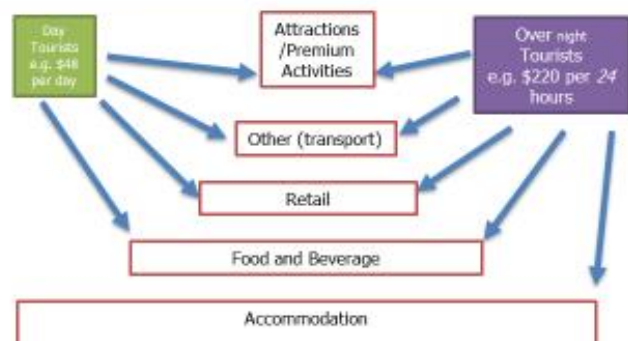 Day
Tourists
e.g. $48
per day
Attractions
/Premium
Activities
Over night
Tourists
e.g. $220 per 24
hours
Other (transport)
Retail
Food and Beverage
Accommodation